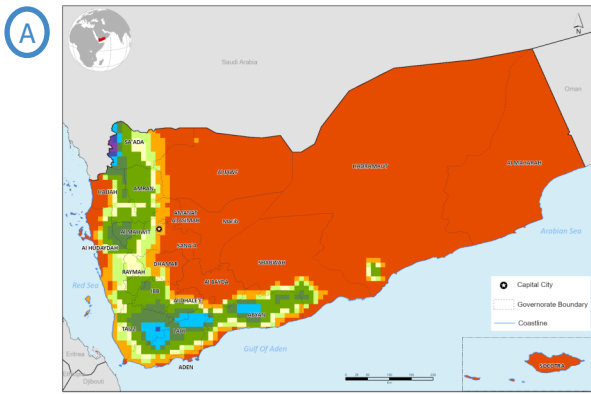 A
N
Saudi Arabia
Oman
SA'ADA
AL JAWF
HADRAMAUT
AL MAHARAH
HAJJAH
AMRAN
AMANAT
AL ASIMAH
MARIB
AL MAHWIT
Arabian Sea
Al HUDAYDAH
SANA'A
DHAMAR
SHABWAH
RAYMAH
AL BAYDA
Red Sea
IBB
AL DHALE'E
ABYAN
TAIZZ
LAHJ
ADEN
Gulf Of Aden
Eritrea
Djibouti
SOCOTRA
Capital City
Governorate Boundary
Coastline